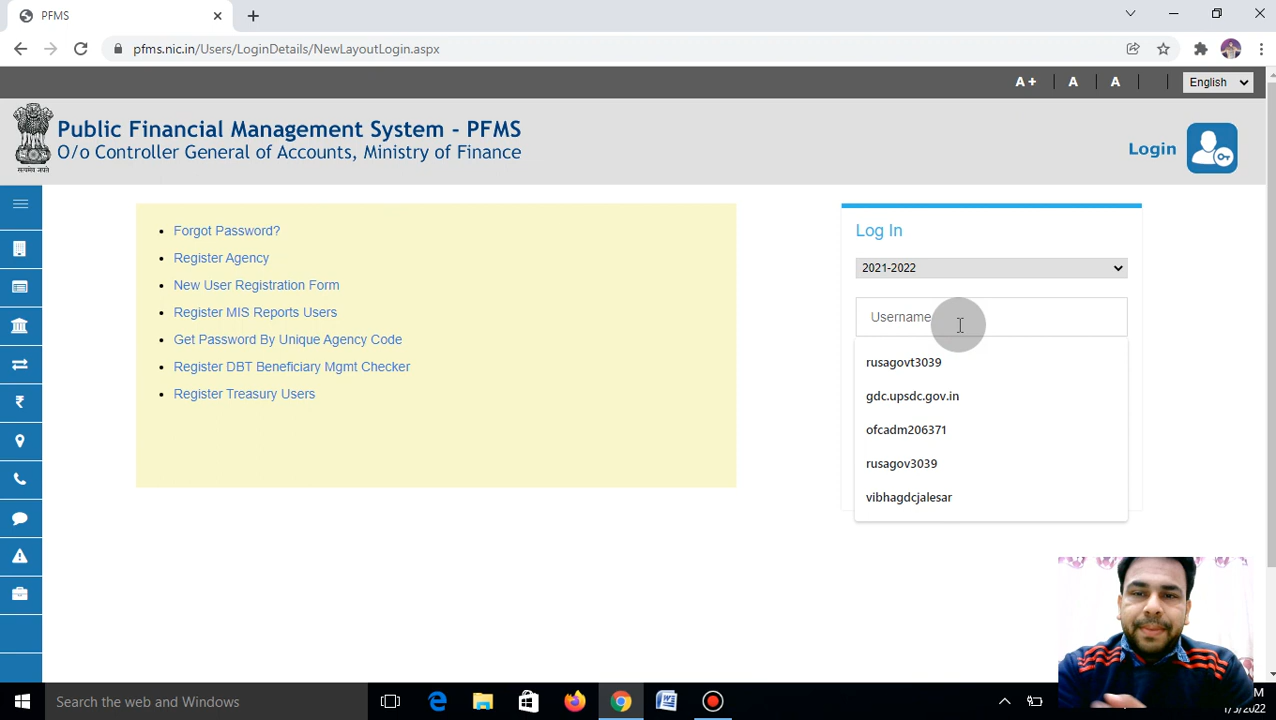 PFMS
pfms.nic.in/Users/LoginDetails/NewLayoutLogin.aspx
A+ A A English
Public Financial Management System - PFMS
O/o Controller General of Accounts, Ministry of Finance
सत्यमेव जयते
Login
Forgot Password?
Register Agency
New User Registration Form
Register MIS Reports Users
Get Password By Unique Agency Code
Register DBT Beneficiary Mgmt Checker
Register Treasury Users
Log In
2021-2022
Username
rusagovt3039
gdc.upsdc.gov.in
ofcadm206371
rusagov3039
vibhagdcjalesar
Search the web and Windows